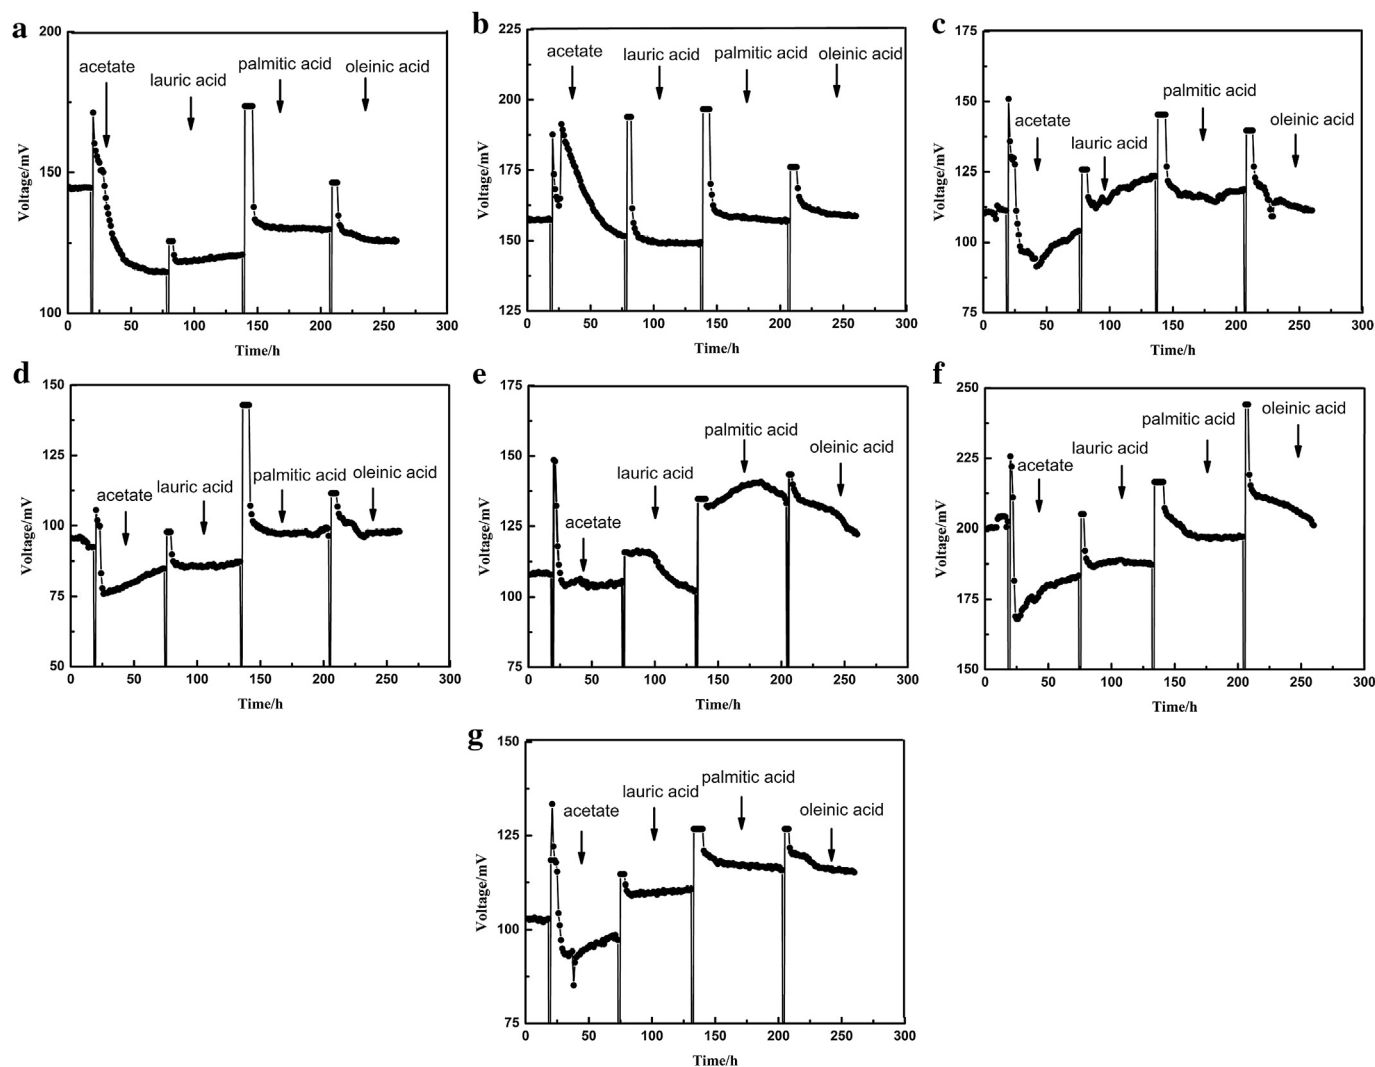 a
200
175
150
125
100
Voltage/mV
acetate
lauric acid
palmitic acid
oleinic acid
0 50 100 150 200 250 300
Time/h
b
225
200
175
150
125
Voltage/mV
acetate
lauric acid
palmitic acid
oleinic acid
0 50 100 150 200 250 300
Time/h
c
175
150
125
100
75
Voltage/mV
acetate
lauric acid
palmitic acid
oleinic acid
0 50 100 150 200 250 300
Time/h
d
150
125
100
75
50
Voltage/mV
acetate
lauric acid
palmitic acid
oleinic acid
0 50 100 150 200 250 300
Time/h
e
175
150
125
100
75
Voltage/mV
acetate
lauric acid
palmitic acid
oleinic acid
0 50 100 150 200 250 300
Time/h
f
250
225
200
175
150
Voltage/mV
acetate
lauric acid
palmitic acid
oleinic acid
0 50 100 150 200 250 300
Time/h
g
150
125
100
75
Voltage/mV
acetate
lauric acid
palmitic acid
oleinic acid
0 50 100 150 200 250 300
Time/h